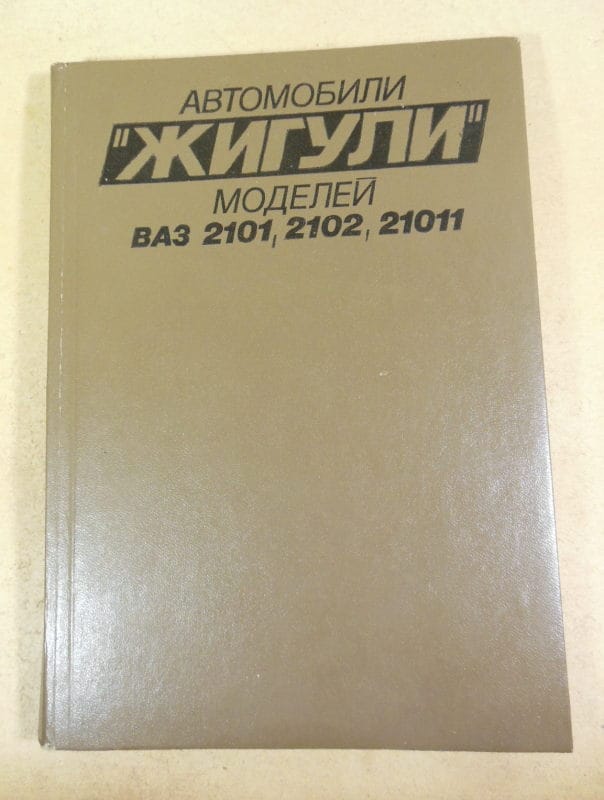 АВТОМОБИЛИ
"ЖИГУЛИ"
МОДЕЛЕЙ
ВАЗ 2101, 2102, 21011